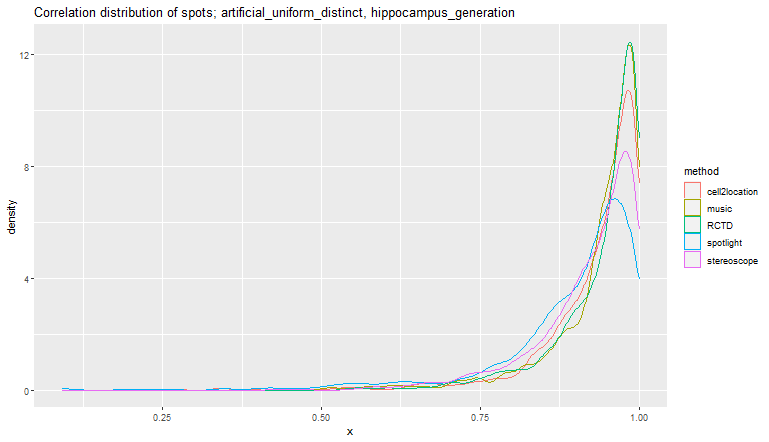 Correlation distribution of spots; artificial_uniform_distinct, hippocampus_generation
12
8
4
0
density
0.25 0.50 0.75 1.00
x
method
cell2location
music
RCTD
spotlight
stereoscope